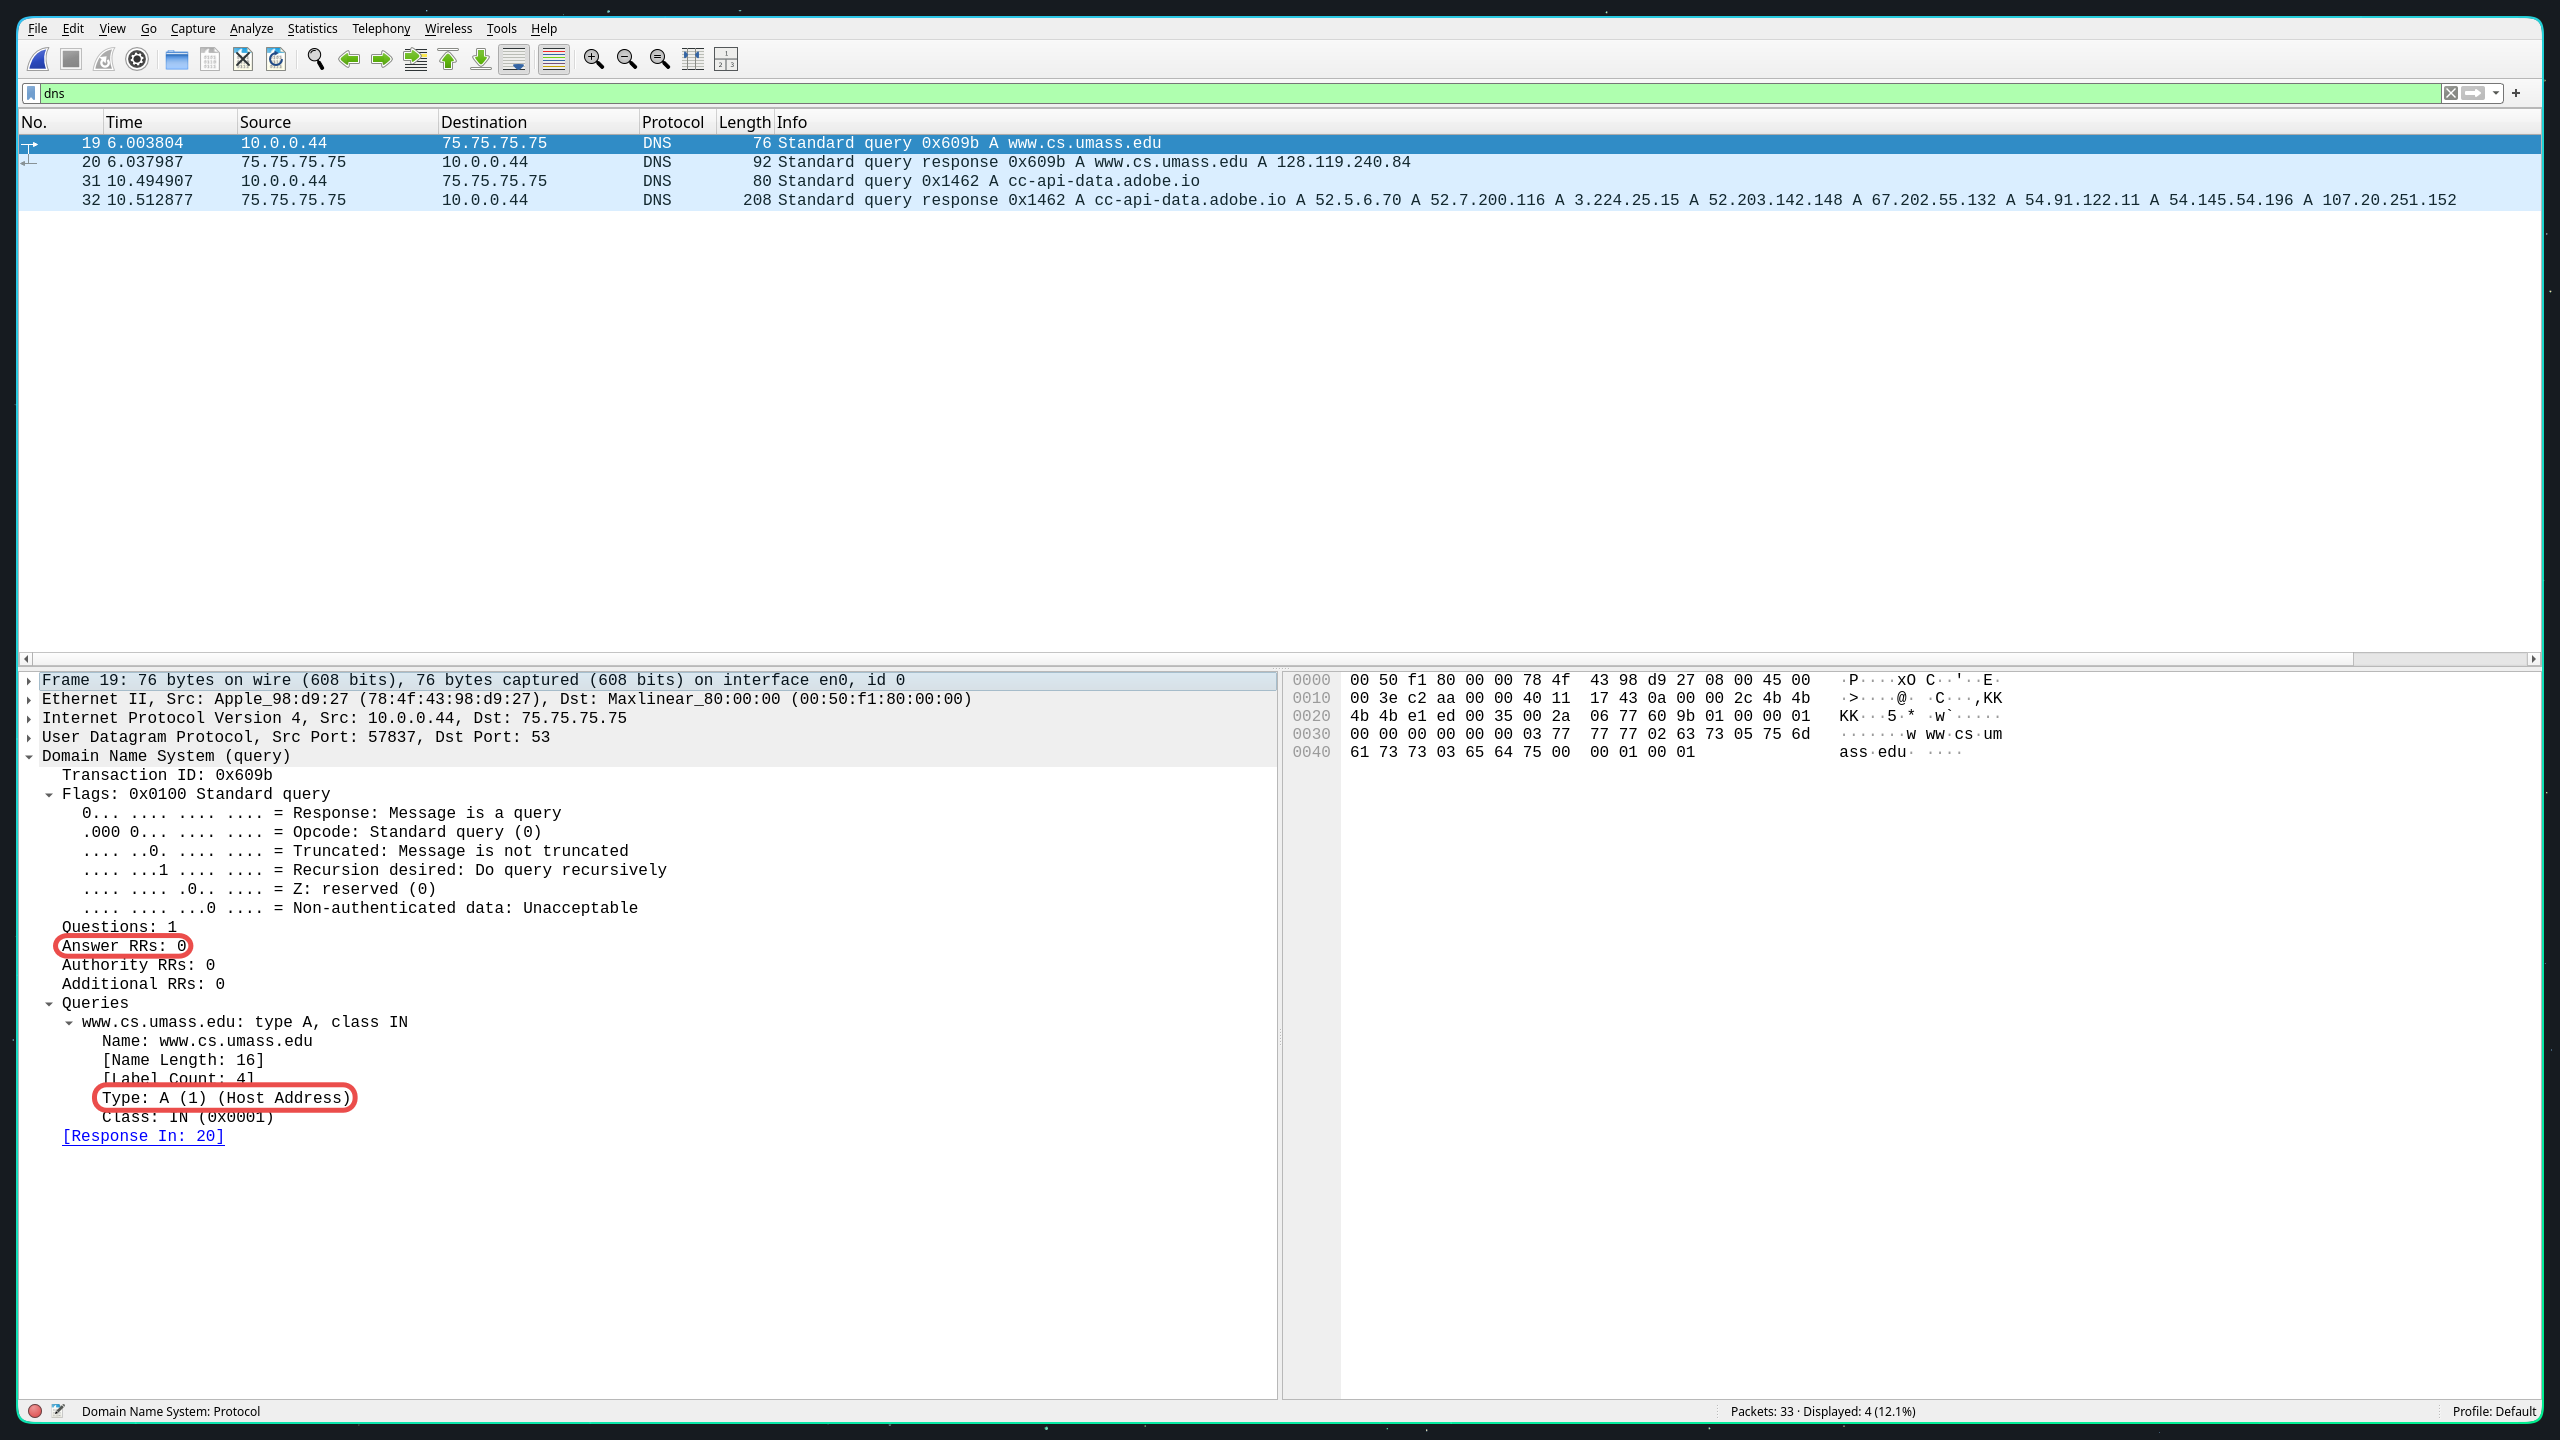 File Edit View Go Capture Analyze Statistics Telephony Wireless Tools Help
dns
No. Time Source Destination Protocol Length Info
19 6.003804 10.0.0.44 75.75.75.75 DNS 76 Standard query 0x609b A www.cs.umass.edu
20 6.037987 75.75.75.75 10.0.0.44 DNS 92 Standard query response 0x609b A www.cs.umass.edu A 128.119.240.84
31 10.494907 10.0.0.44 75.75.75.75 DNS 80 Standard query 0x1462 A cc-api-data.adobe.io
32 10.512877 75.75.75.75 10.0.0.44 DNS 208 Standard query response 0x1462 A cc-api-data.adobe.io A 52.5.6.70 A 52.7.200.116 A 3.224.25.15 A 52.203.142.148 A 67.202.55.132 A 54.91.122.11 A 54.145.54.196 A 107.20.251.152
Frame 19: 76 bytes on wire (608 bits), 76 bytes captured (608 bits) on interface en0, id 0
Ethernet II, Src: Apple_98:d9:27 (78:4f:43:98:d9:27), Dst: Maxlinear_80:00:00 (00:50:f1:80:00:00)
Internet Protocol Version 4, Src: 10.0.0.44, Dst: 75.75.75.75
User Datagram Protocol, Src Port: 57837, Dst Port: 53
Domain Name System (query)
Transaction ID: 0x609b
Flags: 0x0100 Standard query
0... .... .... .... = Response: Message is a query
.000 0... .... .... = Opcode: Standard query (0)
.... ..0. .... .... = Truncated: Message is not truncated
.... ...1 .... .... = Recursion desired: Do query recursively
.... .... .0.. .... = Z: reserved (0)
.... .... ...0 .... = Non-authenticated data: Unacceptable
Questions: 1
Answer RRs: 0
Authority RRs: 0
Additional RRs: 0
Queries
www.cs.umass.edu: type A, class IN
Name: www.cs.umass.edu
[Name Length: 16]
[Label Count: 4]
Type: A (1) (Host Address)
Class: IN (0x0001)
[Response In: 20]
0000 00 50 f1 80 00 00 78 4f 43 98 d9 27 08 00 45 00 ·P····xO C··'··E·
0010 00 3e c2 aa 00 00 40 11 17 43 0a 00 00 2c 4b 4b ·>····@· ·C···,KK
0020 4b 4b e1 ed 00 35 00 2a 06 77 60 9b 01 00 00 01 KK···5·* ·w`·····
0030 00 00 00 00 00 00 03 77 77 77 02 63 73 05 75 6d ·······w ww·cs·um
0040 61 73 73 03 65 64 75 00 00 01 00 01 ass·edu· ····
Domain Name System: Protocol
Packets: 33 · Displayed: 4 (12.1%)
Profile: Default